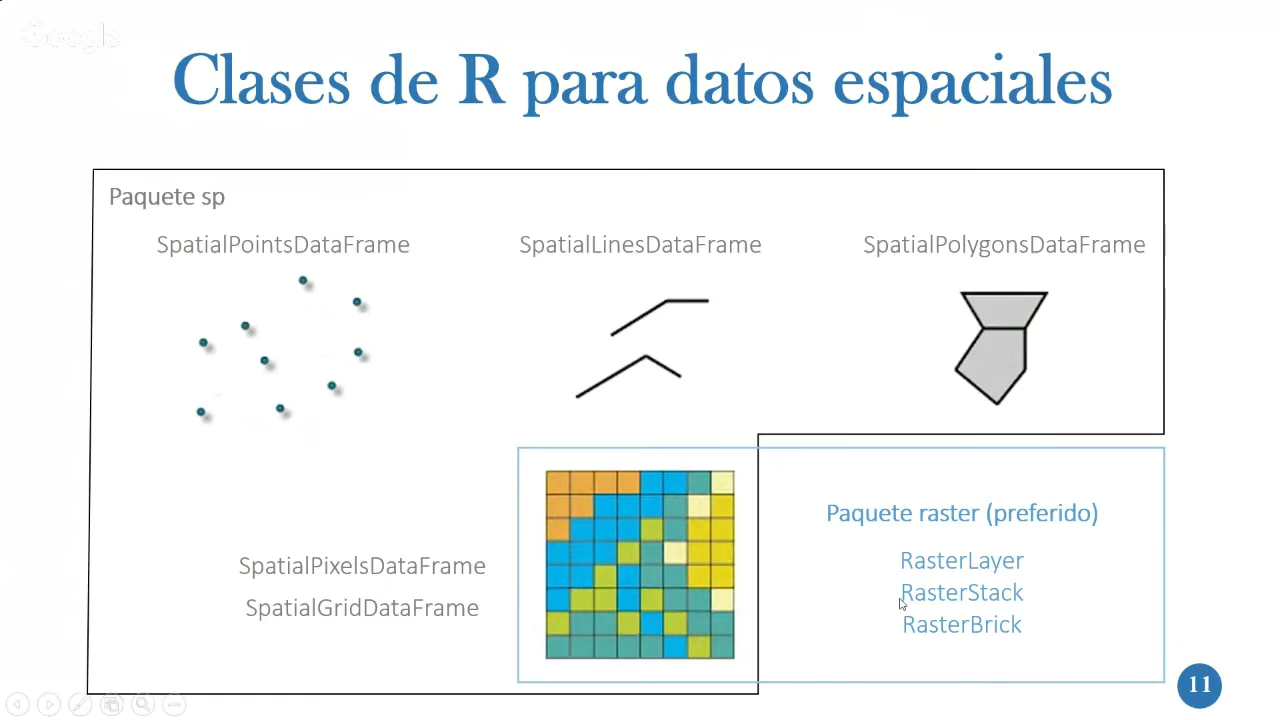 Google
Clases de R para datos espaciales
Paquete sp
SpatialPointsDataFrame
SpatialLinesDataFrame
SpatialPolygonsDataFrame
SpatialPixelsDataFrame
SpatialGridDataFrame
Paquete raster (preferido)
RasterLayer
RasterStack
RasterBrick
11